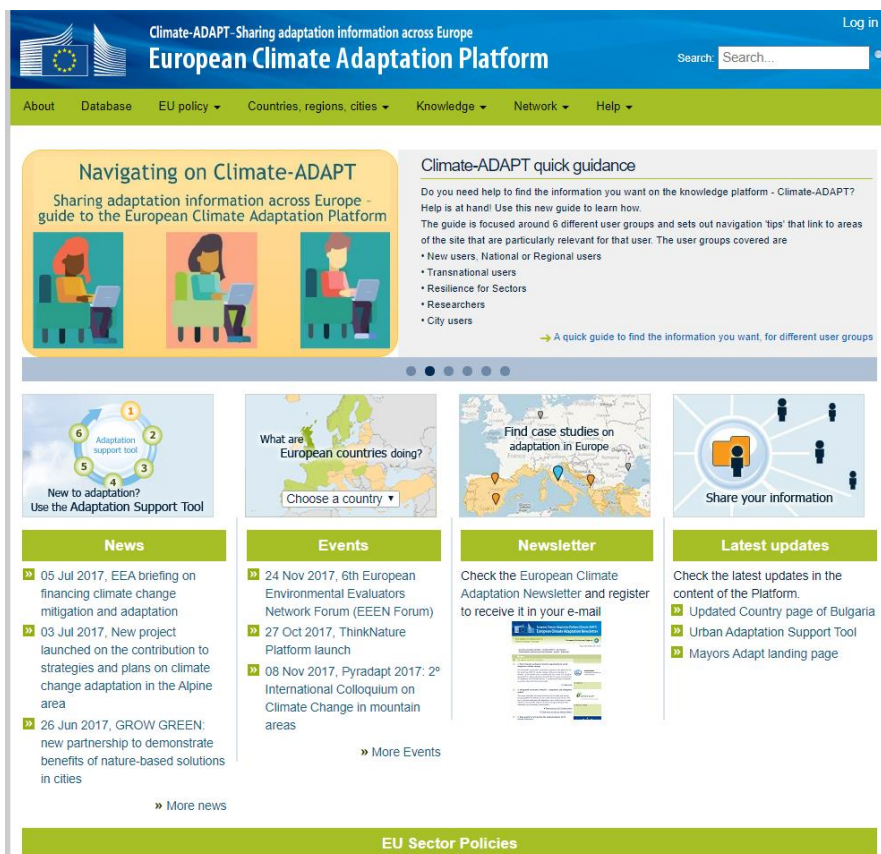 Climate-ADAPT-Sharing adaptation information across Europe
European Climate Adaptation Platform
Log in
Search: Search...
About Database EU policy Countries, regions, cities Knowledge Network Help
Navigating on Climate-ADAPT
Sharing adaptation information across Europe –
guide to the European Climate Adaptation Platform
Climate-ADAPT quick guidance
Do you need help to find the information you want on the knowledge platform - Climate-ADAPT?
Help is at hand! Use this new guide to learn how.
The guide is focused around 6 different user groups and sets out navigation 'tips' that link to areas
of the site that are particularly relevant for that user. The user groups covered are
• New users, National or Regional users
• Transnational users
• Resilience for Sectors
• Researchers
• City users
A quick guide to find the information you want, for different user groups
1
2
3
4
5
6
Adaptation
support tool
New to adaptation?
Use the Adaptation Support Tool
What are
European countries doing?
Choose a country
Find case studies on
adaptation in Europe
Share your information
News
05 Jul 2017, EEA briefing on
financing climate change
mitigation and adaptation
03 Jul 2017, New project
launched on the contribution to
strategies and plans on climate
change adaptation in the Alpine
area
26 Jun 2017, GROW GREEN:
new partnership to demonstrate
benefits of nature-based solutions
in cities
» More news
Events
24 Nov 2017, 6th European
Environmental Evaluators
Network Forum (EEEN Forum)
27 Oct 2017, ThinkNature
Platform launch
08 Nov 2017, Pyradapt 2017: 2º
International Colloquium on
Climate Change in mountain
areas
» More Events
Newsletter
Check the European Climate
Adaptation Newsletter and register
to receive it in your e-mail
European Climate Adaptation Newsletter
Latest updates
Check the latest updates in the
content of the Platform.
Updated Country page of Bulgaria
Urban Adaptation Support Tool
Mayors Adapt landing page
EU Sector Policies